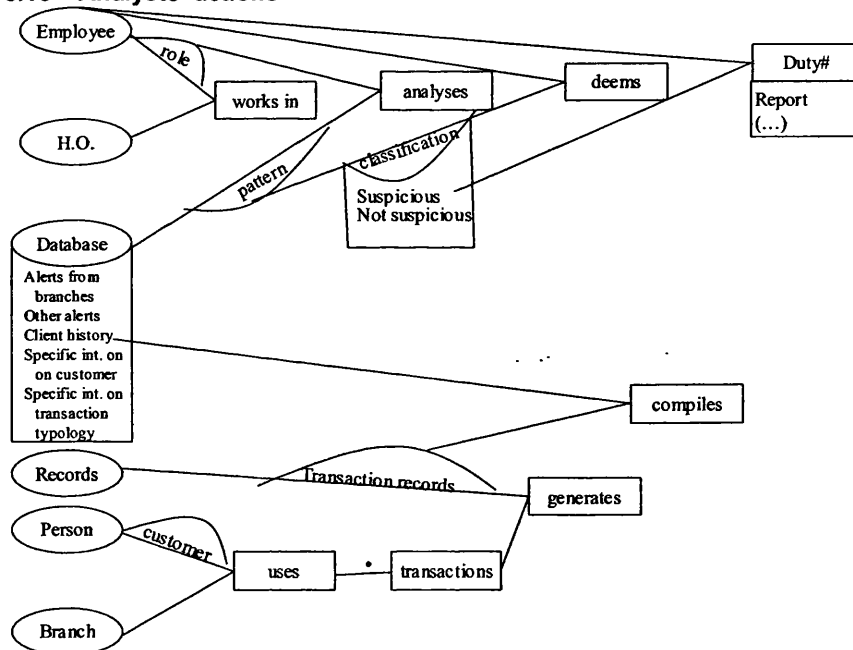 Analysts' actions
Employee
role
works in
analyses
deems
Duty#
Report
(...)
H.O.
pattern
classification
Suspicious
Not suspicious
Database
Alerts from
branches
Other alerts
Client history
Specific int. on
on customer
Specific int. on
transaction
typology
compiles
Records
Transaction records
generates
Person
customer
uses
transactions
Branch